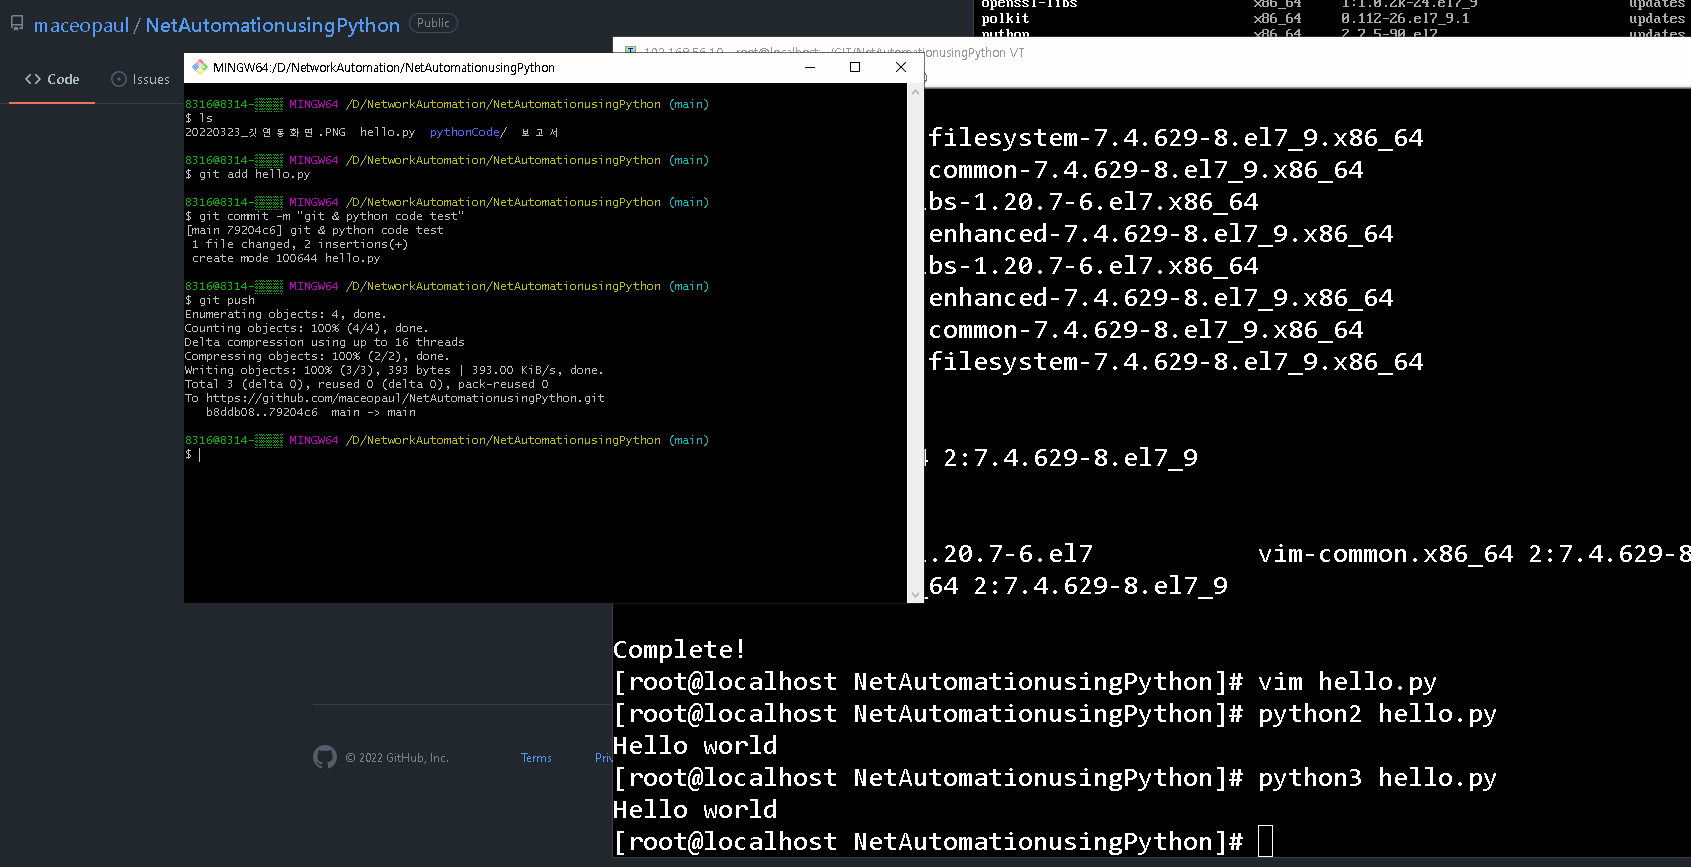 maceopaul / NetAutomationusingPython Public
Code
Issues
openssl-libs x86_64 1:1.0.2k-24.el7_9 updates
polkit x86_64 0.112-26.el7_9.1 updates
python x86_64 2.7.5-90.el7 updates
192.168.56.10 - root@localhost:~/GIT/NetAutomationusingPython VT
MINGW64:/D/NetworkAutomation/NetAutomationusingPython
8316@8314- MINGW64 /D/NetworkAutomation/NetAutomationusingPython (main)
$ ls
20220323_깃연동화면.PNG hello.py pythonCode/ 보고서
8316@8314- MINGW64 /D/NetworkAutomation/NetAutomationusingPython (main)
$ git add hello.py
8316@8314- MINGW64 /D/NetworkAutomation/NetAutomationusingPython (main)
$ git commit -m "git & python code test"
[main 79204c6] git & python code test
1 file changed, 2 insertions(+)
create mode 100644 hello.py
8316@8314- MINGW64 /D/NetworkAutomation/NetAutomationusingPython (main)
$ git push
Enumerating objects: 4, done.
Counting objects: 100% (4/4), done.
Delta compression using up to 16 threads
Compressing objects: 100% (2/2), done.
Writing objects: 100% (3/3), 393 bytes | 393.00 KiB/s, done.
Total 3 (delta 0), reused 0 (delta 0), pack-reused 0
To https://github.com/maceopaul/NetAutomationusingPython.git
b8ddb08..79204c6 main -> main
8316@8314- MINGW64 /D/NetworkAutomation/NetAutomationusingPython (main)
$
filesystem-7.4.629-8.el7_9.x86_64
common-7.4.629-8.el7_9.x86_64
bs-1.20.7-6.el7.x86_64
enhanced-7.4.629-8.el7_9.x86_64
bs-1.20.7-6.el7.x86_64
enhanced-7.4.629-8.el7_9.x86_64
common-7.4.629-8.el7_9.x86_64
filesystem-7.4.629-8.el7_9.x86_64
2:7.4.629-8.el7_9
.20.7-6.el7 vim-common.x86_64 2:7.4.629-8
_64 2:7.4.629-8.el7_9
Complete!
[root@localhost NetAutomationusingPython]# vim hello.py
[root@localhost NetAutomationusingPython]# python2 hello.py
Hello world
[root@localhost NetAutomationusingPython]# python3 hello.py
Hello world
[root@localhost NetAutomationusingPython]#
© 2022 GitHub, Inc. Terms Priv